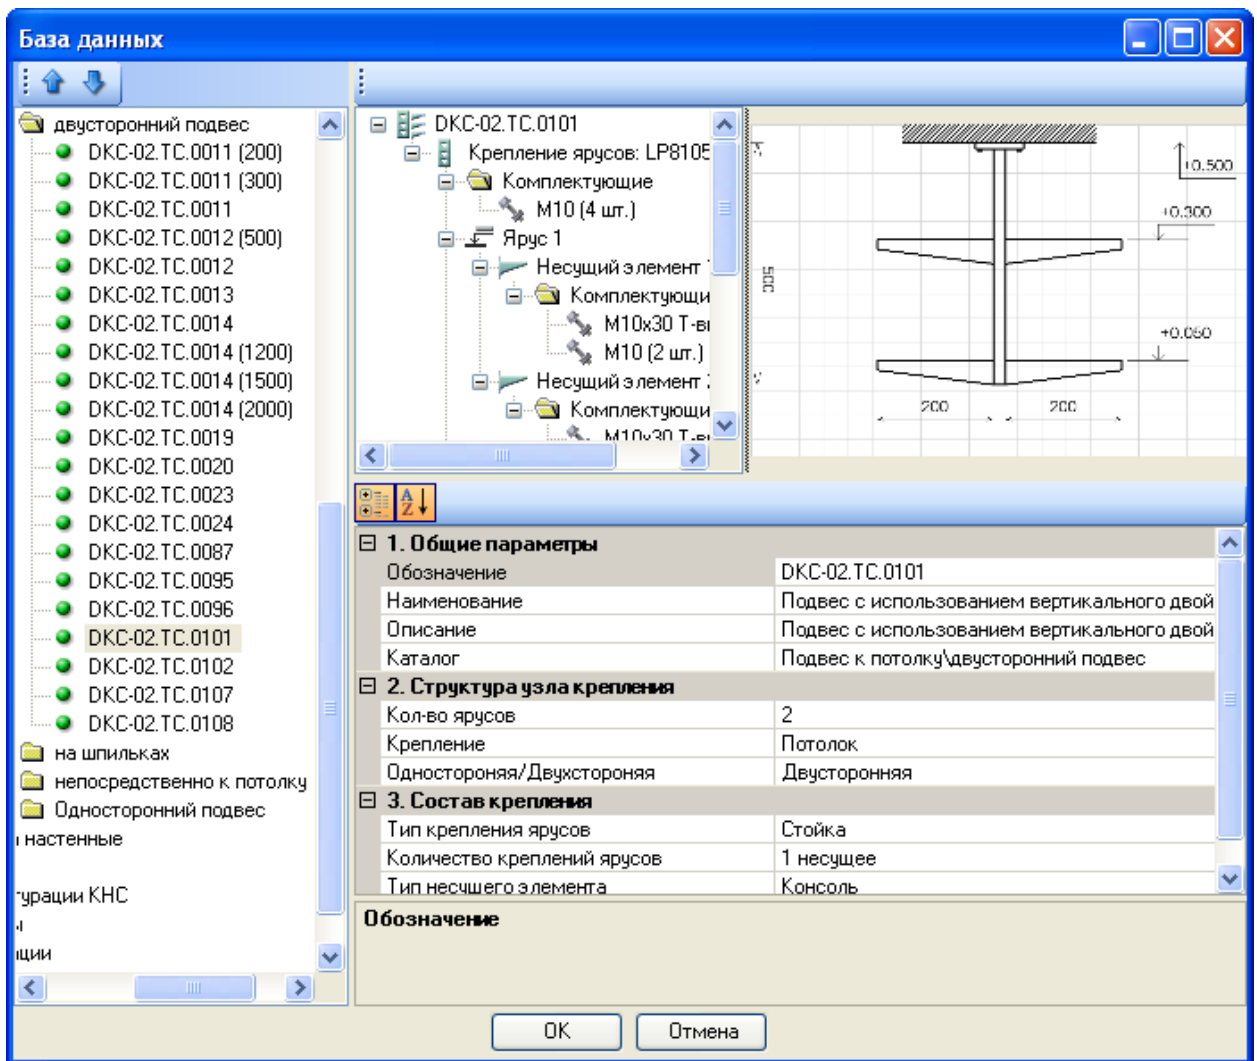 База данных
двусторонний подвес
DKC-02.TC.0011 (200)
DKC-02.TC.0011 (300)
DKC-02.TC.0011
DKC-02.TC.0012 (500)
DKC-02.TC.0012
DKC-02.TC.0013
DKC-02.TC.0014
DKC-02.TC.0014 (1200)
DKC-02.TC.0014 (1500)
DKC-02.TC.0014 (2000)
DKC-02.TC.0019
DKC-02.TC.0020
DKC-02.TC.0023
DKC-02.TC.0024
DKC-02.TC.0087
DKC-02.TC.0095
DKC-02.TC.0096
DKC-02.TC.0101
DKC-02.TC.0102
DKC-02.TC.0107
DKC-02.TC.0108
на шпильках
непосредственно к потолку
Односторонний подвес
настенные
гурации КНС
ции
DKC-02.TC.0101
Крепление ярусов: LP8105
Комплектующие
M10 (4 шт.)
Ярус 1
Несущий элемент
Комплектующи
M10x30 Т-ви
M10 (2 шт.)
Несущий элемент
Комплектующи
M10x30 Т-ви
+0.500
+0.300
500
+0.050
200 200
1. Общие параметры
Обозначение DKC-02.TC.0101
Наименование Подвес с использованием вертикального двой
Описание Подвес с использованием вертикального двой
Каталог Подвес к потолку\двусторонний подвес
2. Структура узла крепления
Кол-во ярусов 2
Крепление Потолок
Одностороняя/Двухстороняя Двусторонняя
3. Состав крепления
Тип крепления ярусов Стойка
Количество креплений ярусов 1 несущее
Тип несущего элемента Консоль
Обозначение
OK Отмена